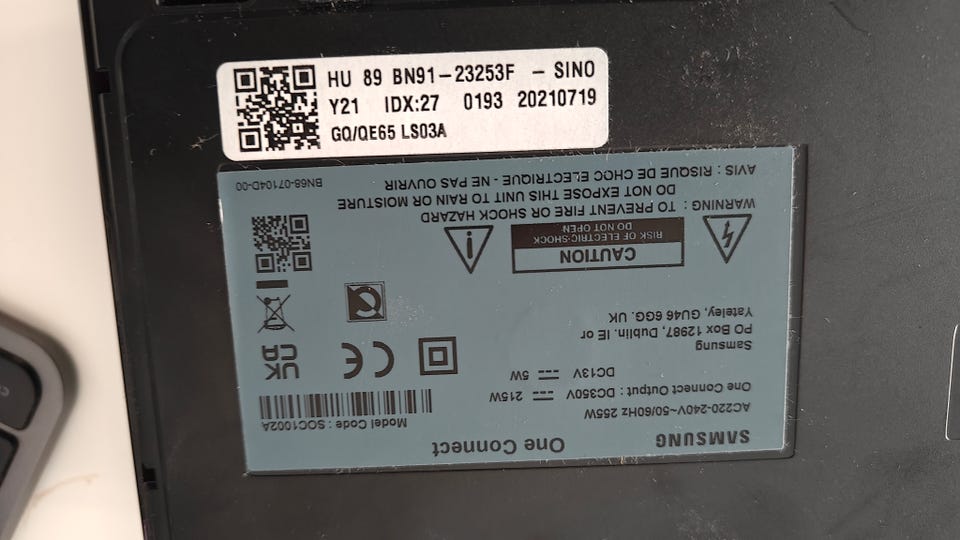 HU 89 BN91-23253F - SINO
Y21 IDX:27 0193 20210719
GQ/QE65 LS03A
SAMSUNG One Connect
AC220-240V~50/60Hz 255W
One Connect Output : DC350V ⎓ 215W
DC13V ⎓ 5W
Model Code : SOC1002A
Samsung
PO Box 12987, Dublin. IE or
Yateley, GU46 6GG. UK
CE
UK
CA
CAUTION
RISK OF ELECTRIC-SHOCK
DO NOT OPEN
WARNING : TO PREVENT FIRE OR SHOCK HAZARD
DO NOT EXPOSE THIS UNIT TO RAIN OR MOISTURE
AVIS : RISQUE DE CHOC ELECTRIQUE - NE PAS OUVRIR
BN68-07104D-00